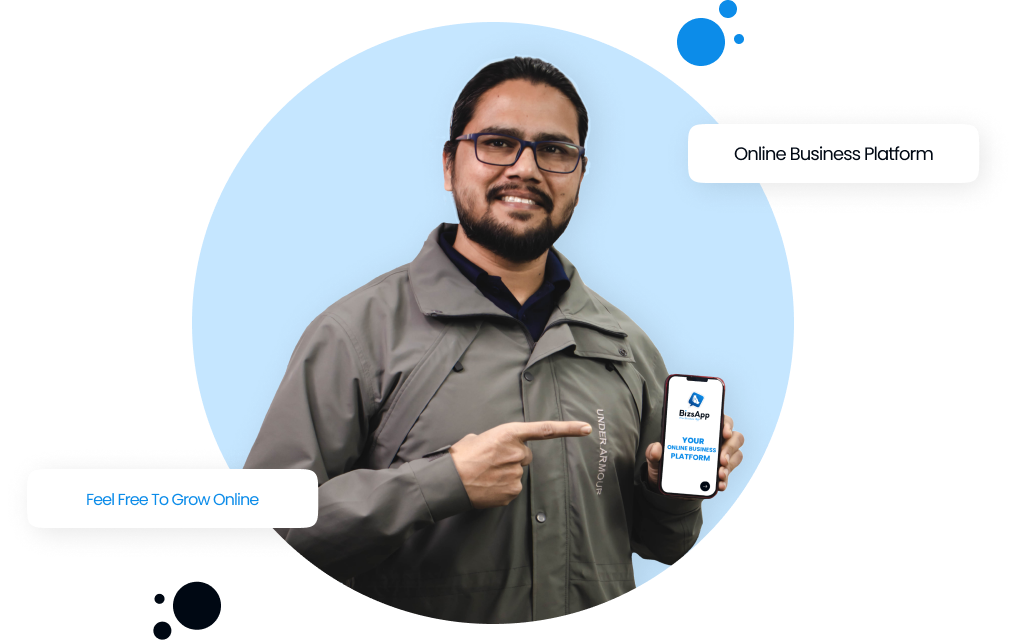 Online Business Platform
BizsApp
YOUR
ONLINE BUSINESS
PLATFORM
UNDER ARMOUR
Feel Free To Grow Online